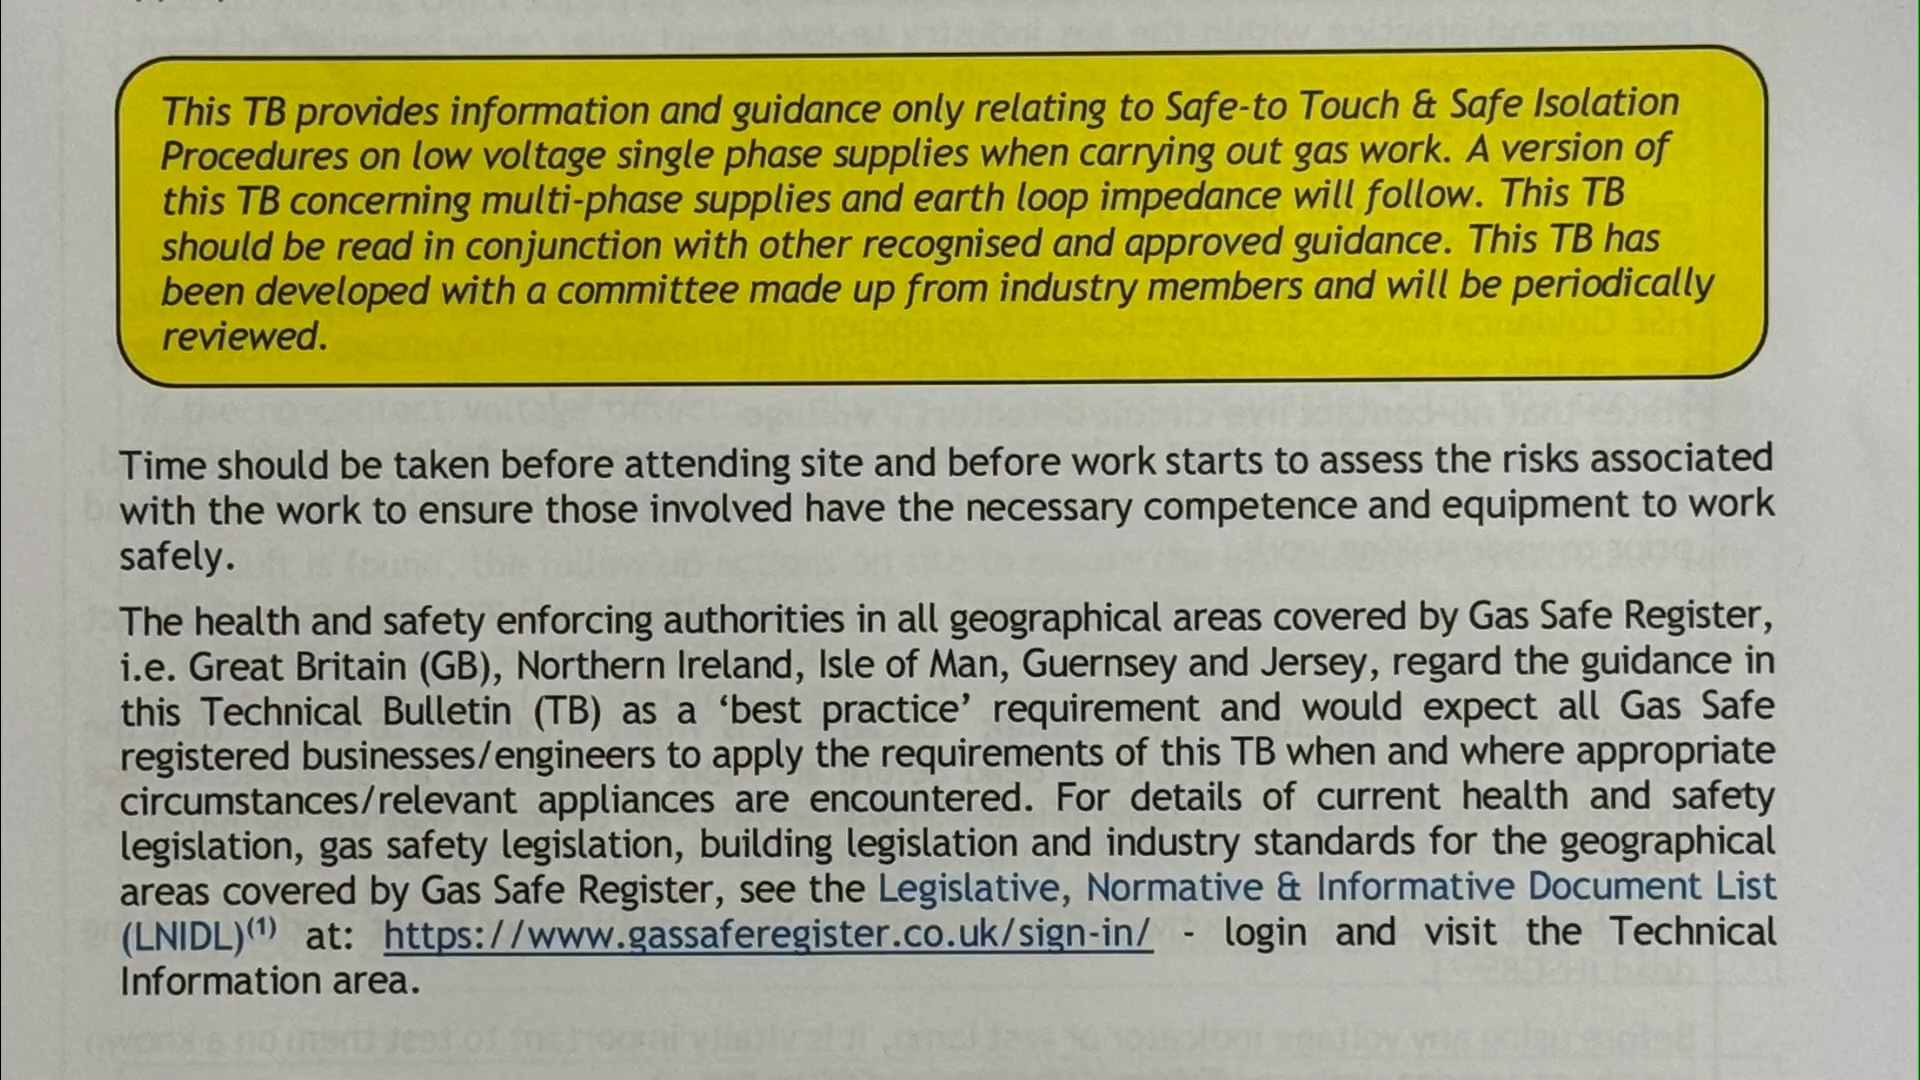 This TB provides information and guidance only relating to Safe-to Touch & Safe Isolation
Procedures on low voltage single phase supplies when carrying out gas work. A version of
this TB concerning multi-phase supplies and earth loop impedance will follow. This TB
should be read in conjunction with other recognised and approved guidance. This TB has
been developed with a committee made up from industry members and will be periodically
reviewed.
Time should be taken before attending site and before work starts to assess the risks associated
with the work to ensure those involved have the necessary competence and equipment to work
safely.
The health and safety enforcing authorities in all geographical areas covered by Gas Safe Register,
i.e. Great Britain (GB), Northern Ireland, Isle of Man, Guernsey and Jersey, regard the guidance in
this Technical Bulletin (TB) as a ‘best practice’ requirement and would expect all Gas Safe
registered businesses/engineers to apply the requirements of this TB when and where appropriate
circumstances/relevant appliances are encountered. For details of current health and safety
legislation, gas safety legislation, building legislation and industry standards for the geographical
areas covered by Gas Safe Register, see the Legislative, Normative & Informative Document List
(LNIDL)⁽¹⁾ at: https://www.gassaferegister.co.uk/sign-in/ - login and visit the Technical
Information area.